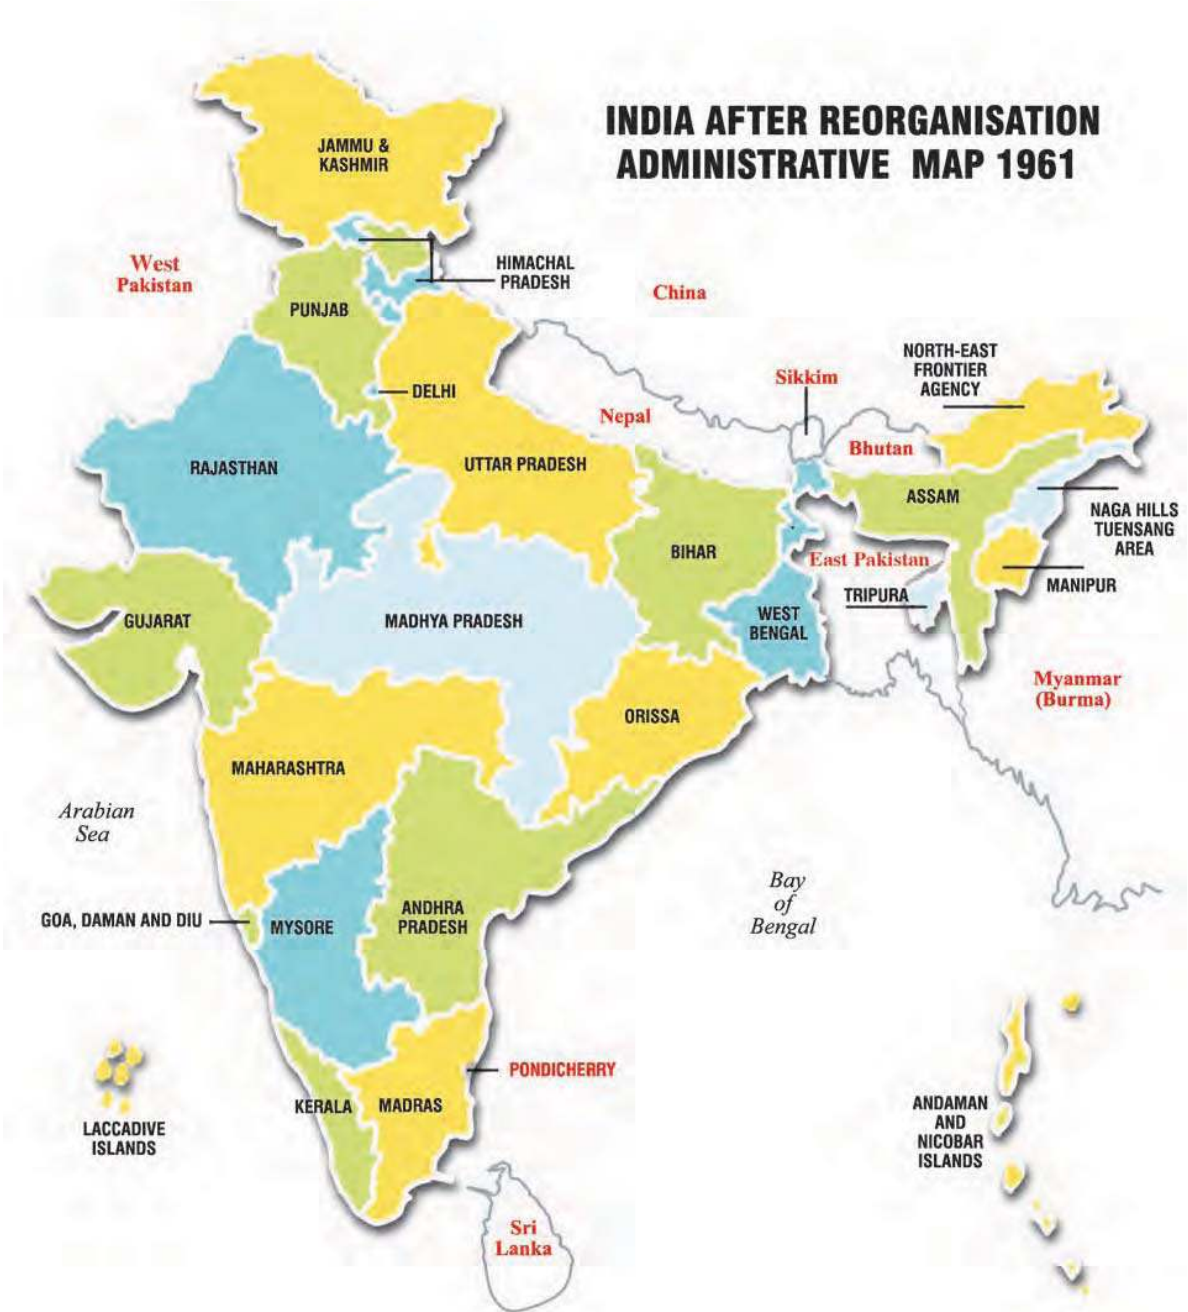 INDIA AFTER REORGANISATION
ADMINISTRATIVE MAP 1961
JAMMU &
KASHMIR
West
Pakistan
HIMACHAL
PRADESH
China
PUNJAB
NORTH-EAST
FRONTIER
AGENCY
Sikkim
DELHI
Nepal
Bhutan
RAJASTHAN
UTTAR PRADESH
ASSAM
NAGA HILLS
TUENSANG
AREA
BIHAR
East Pakistan
MANIPUR
TRIPURA
GUJARAT
MADHYA PRADESH
WEST
BENGAL
Myanmar
(Burma)
ORISSA
MAHARASHTRA
Arabian
Sea
Bay
of
Bengal
GOA, DAMAN AND DIU
MYSORE
ANDHRA
PRADESH
PONDICHERRY
KERALA
MADRAS
LACCADIVE
ISLANDS
ANDAMAN
AND
NICOBAR
ISLANDS
Sri
Lanka